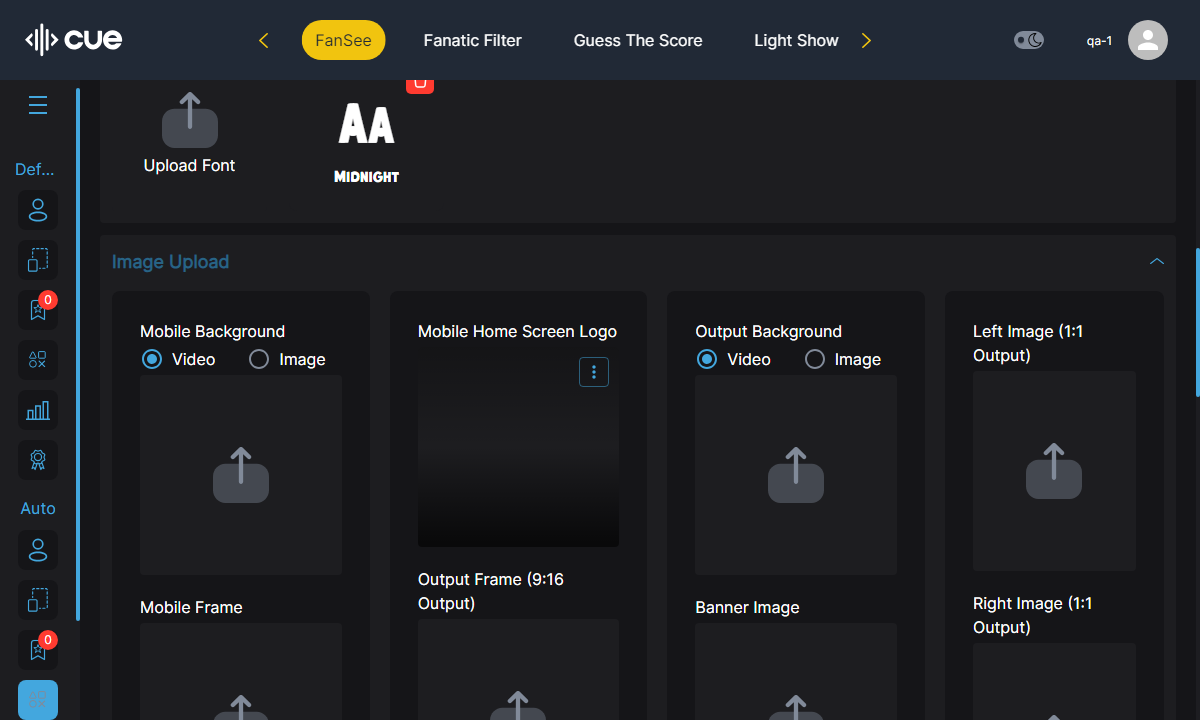 cue
FanSee
Fanatic Filter
Guess The Score
Light Show
qa-1
Def...
0
Auto
0
Upload Font
AA
MIDNIGHT
Image Upload
Mobile Background
Video
Image
Mobile Home Screen Logo
Output Background
Video
Image
Left Image (1:1
Output)
Mobile Frame
Output Frame (9:16
Output)
Banner Image
Right Image (1:1
Output)